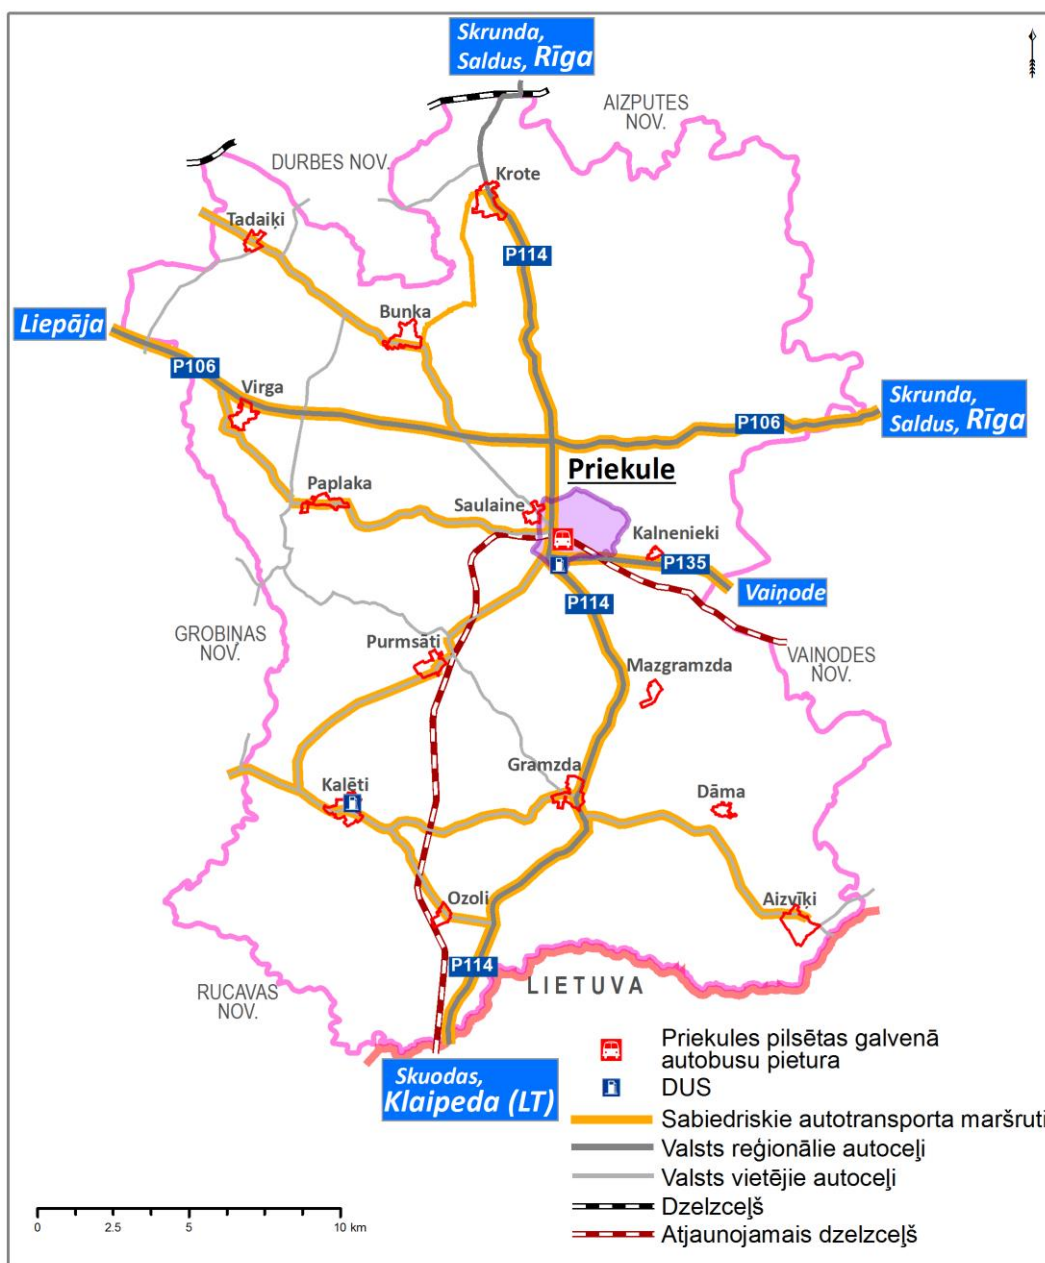 Skrunda,
Saldus, Rīga
AIZPUTES
NOV.
DURBES NOV.
Krote
Tadaiķi
P114
Bunka
Liepāja
P106
Virga
Skrunda,
Saldus, Rīga
P106
Priekule
Paplaka
Saulaine
Kalnenieki
P135
Vaiņode
P114
GROBIŅAS
NOV.
Purmsāti
VAIŅODES
NOV.
Mazgramzda
Gramzda
Kalēti
Dāma
Ozoli
Aizvīķi
P114
LIETUVA
RUCAVAS
NOV.
Skuodas,
Klaipeda (LT)
Priekules pilsētas galvenā
autobusu pietura
DUS
Sabiedriskie autotransporta maršruti
Valsts reģionālie autoceļi
Valsts vietējie autoceļi
Dzelzceļš
Atjaunojamais dzelzceļš
0 2.5 5 10 km